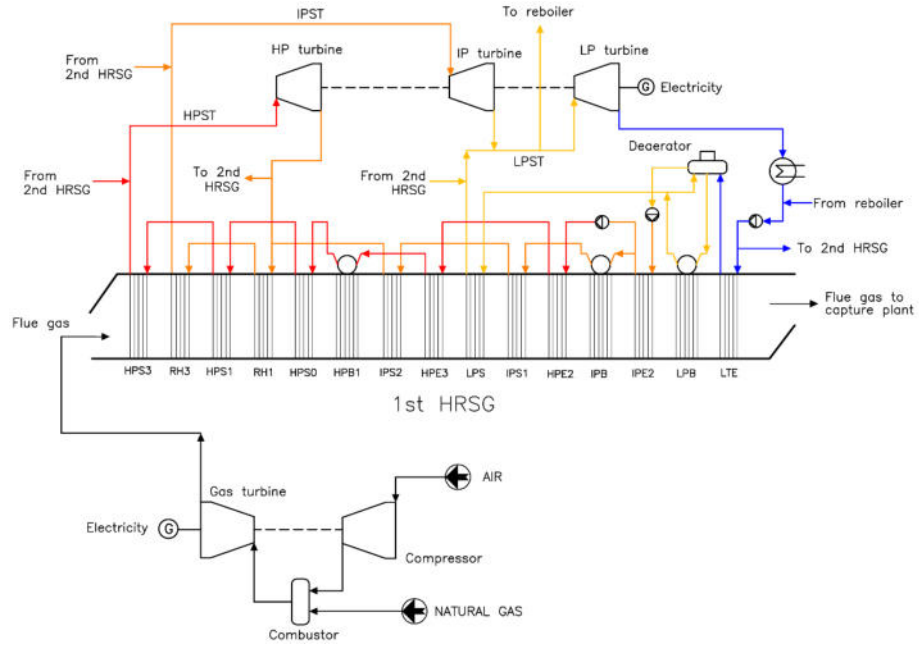 IPST
To reboiler
HP turbine
IP turbine
LP turbine
From
2nd HRSG
G
Electricity
HPST
Deaerator
From
2nd HRSG
To 2nd
HRSG
From 2nd
HRSG
LPST
From reboiler
To 2nd HRSG
Flue gas
Flue gas to
capture plant
HPS3
RH3
HPS1
RH1
HPS0
HPB1
IPS2
HPE3
LPS
IPS1
HPE2
IPB
IPE2
LPB
LTE
1st HRSG
Gas turbine
AIR
Electricity
G
Compressor
Combustor
NATURAL GAS